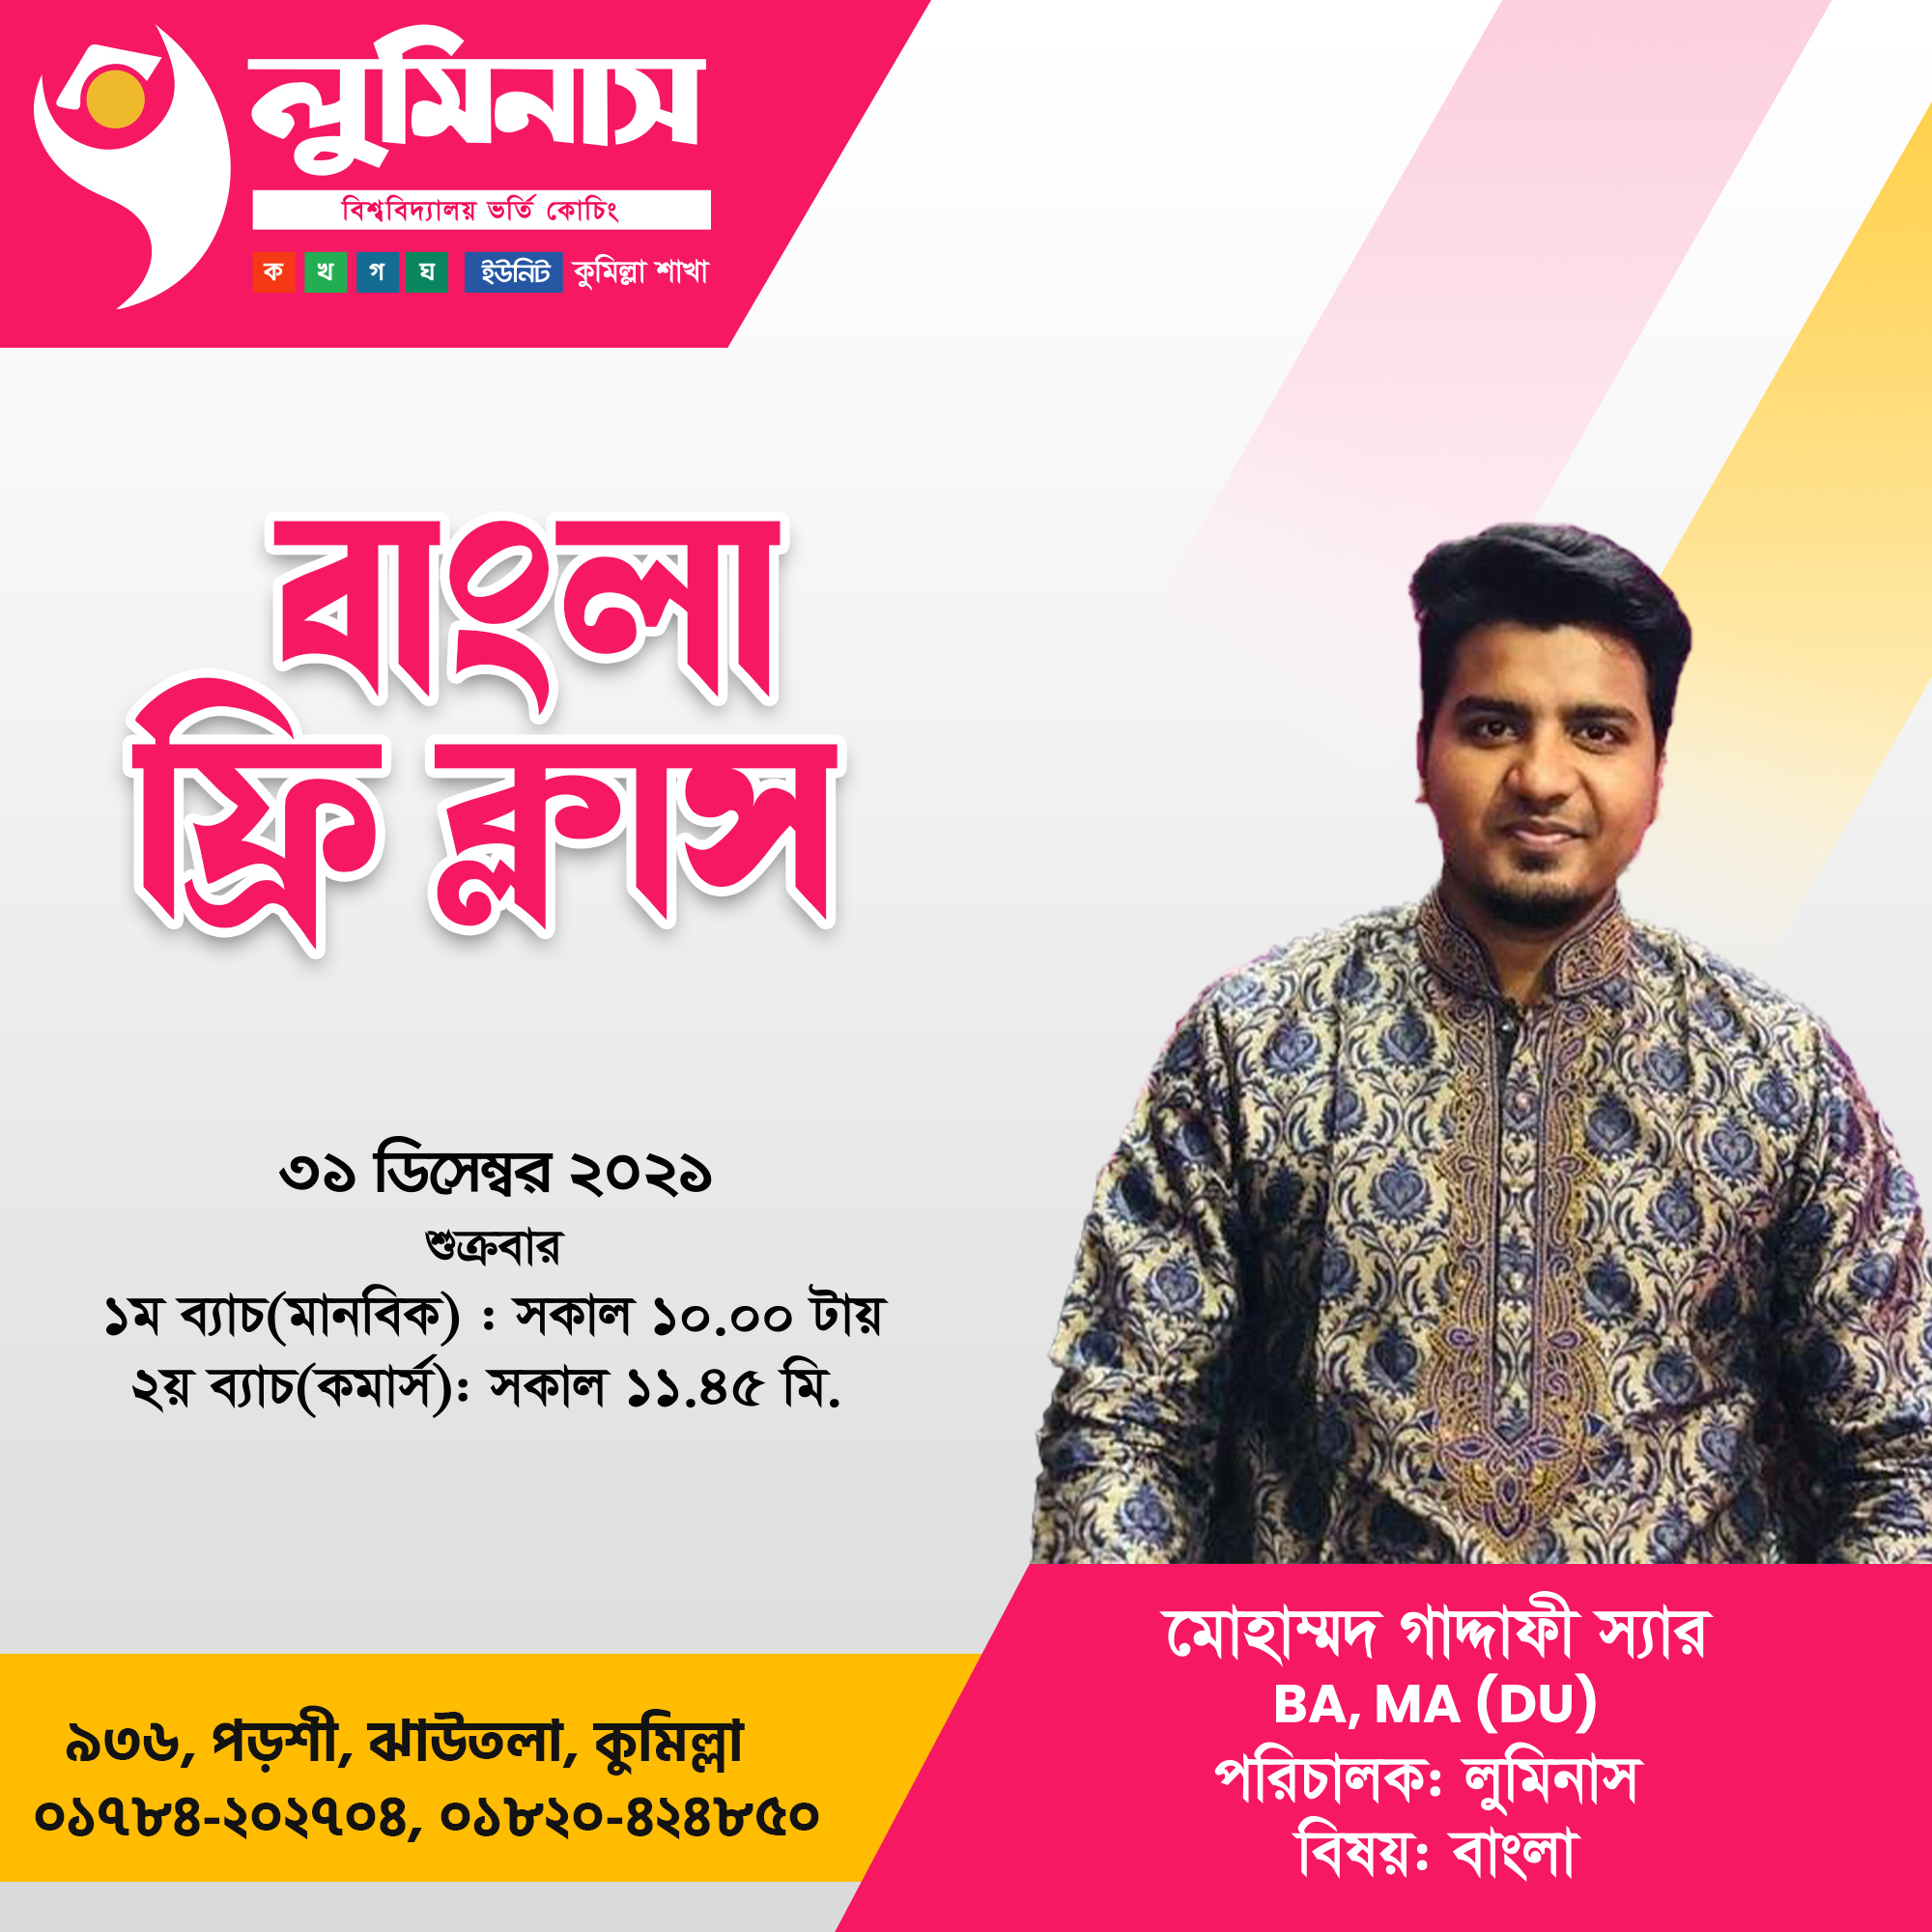 লুমিনাস
বিশ্ববিদ্যালয় ভর্তি কোচিং
ক খ গ ঘ ইউনিট কুমিল্লা শাখা
বাংলা
ফ্রি ক্লাস
৩১ ডিসেম্বর ২০২১
শুক্রবার
১ম ব্যাচ(মানবিক) : সকাল ১০.০০ টায়
২য় ব্যাচ(কমার্স): সকাল ১১.৪৫ মি.
৯৩৬, পড়শী, ঝাউতলা, কুমিল্লা
০১৭৮৪-২০২৭০৪, ০১৮২০-৪২৪৮৫০
মোহাম্মদ গাদ্দাফী স্যার
BA, MA (DU)
পরিচালক: লুমিনাস
বিষয়: বাংলা